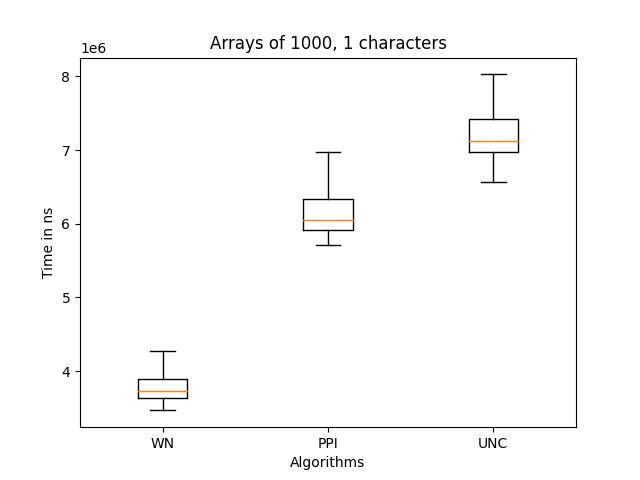 Arrays of 1000, 1 characters
1e6
8
7
6
5
4
Time in ns
WN PPI UNC
Algorithms